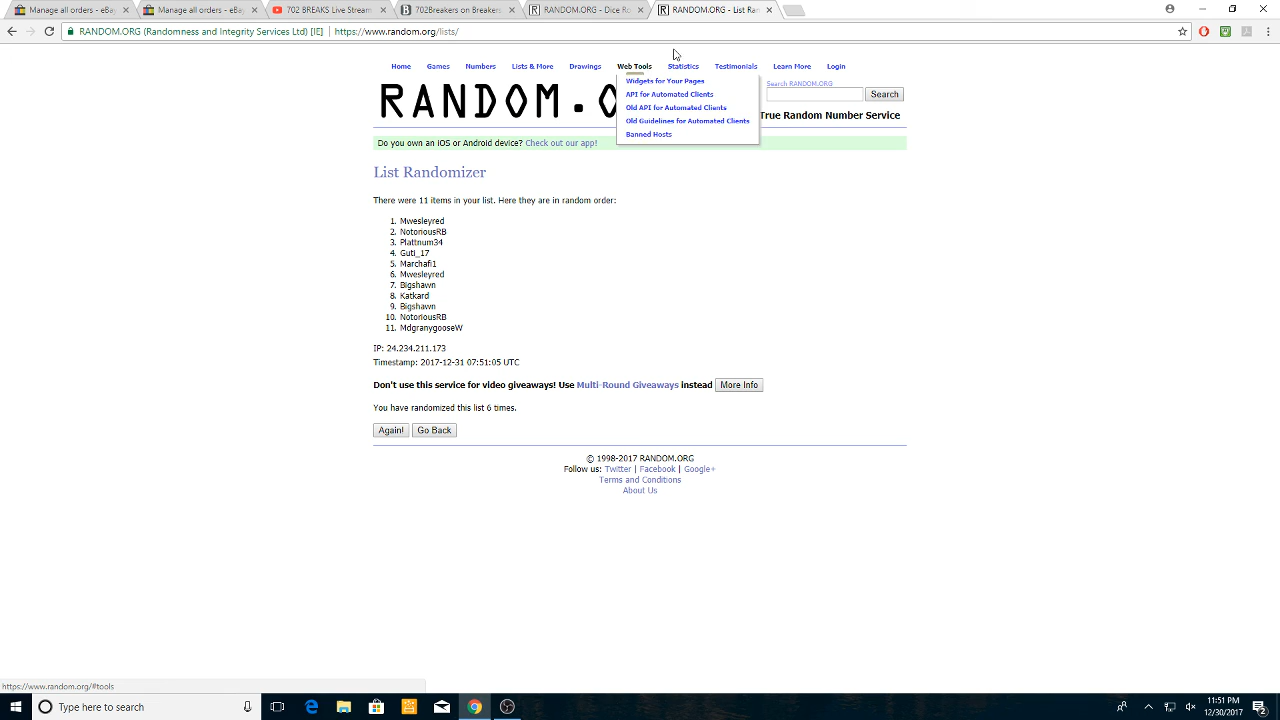 Manage all orders - eBay
Manage all orders - eBay
702 BREAKS Live Stream
702Breakers on Breakers
RANDOM.ORG - Dice Ro
RANDOM.ORG - List Ran
RANDOM.ORG (Randomness and Integrity Services Ltd) [IE]
https://www.random.org/lists/
Home Games Numbers Lists & More Drawings Web Tools Statistics Testimonials Learn More Login
Widgets for Your Pages
API for Automated Clients
Old API for Automated Clients
Old Guidelines for Automated Clients
Banned Hosts
RANDOM.O
Search RANDOM.ORG
Search
True Random Number Service
Do you own an iOS or Android device? Check out our app!
List Randomizer
There were 11 items in your list. Here they are in random order:
1. Mwesleyred
2. NotoriousRB
3. Plattnum34
4. Guti_17
5. Marchafi1
6. Mwesleyred
7. Bigshawn
8. Katkard
9. Bigshawn
10. NotoriousRB
11. MdgranygooseW
IP: 24.234.211.173
Timestamp: 2017-12-31 07:51:05 UTC
Don't use this service for video giveaways! Use Multi-Round Giveaways instead More Info
You have randomized this list 6 times.
Again! Go Back
© 1998-2017 RANDOM.ORG
Follow us: Twitter | Facebook | Google+
Terms and Conditions
About Us
https://www.random.org/#tools
Type here to search
11:51 PM
12/30/2017